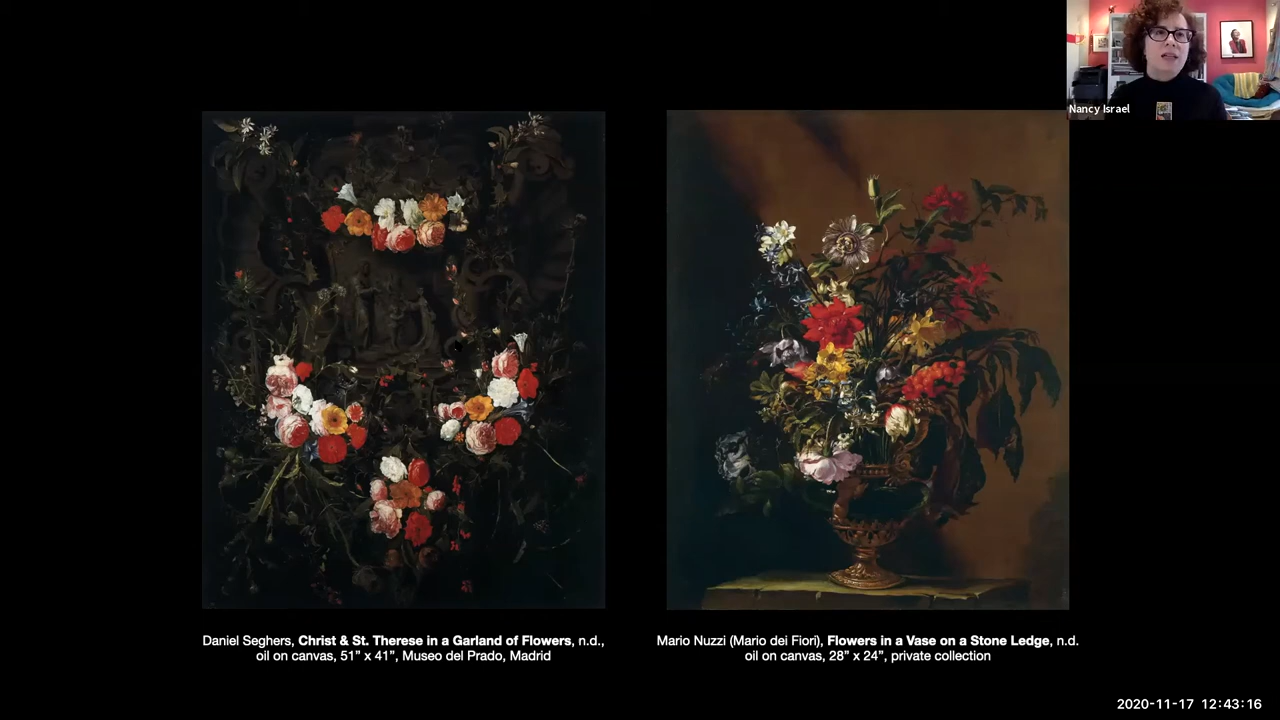 Nancy Israel
Daniel Seghers, Christ & St. Therese in a Garland of Flowers, n.d.,
oil on canvas, 51” x 41”, Museo del Prado, Madrid
Mario Nuzzi (Mario dei Fiori), Flowers in a Vase on a Stone Ledge, n.d.
oil on canvas, 28” x 24”, private collection
2020-11-17 12:43:16